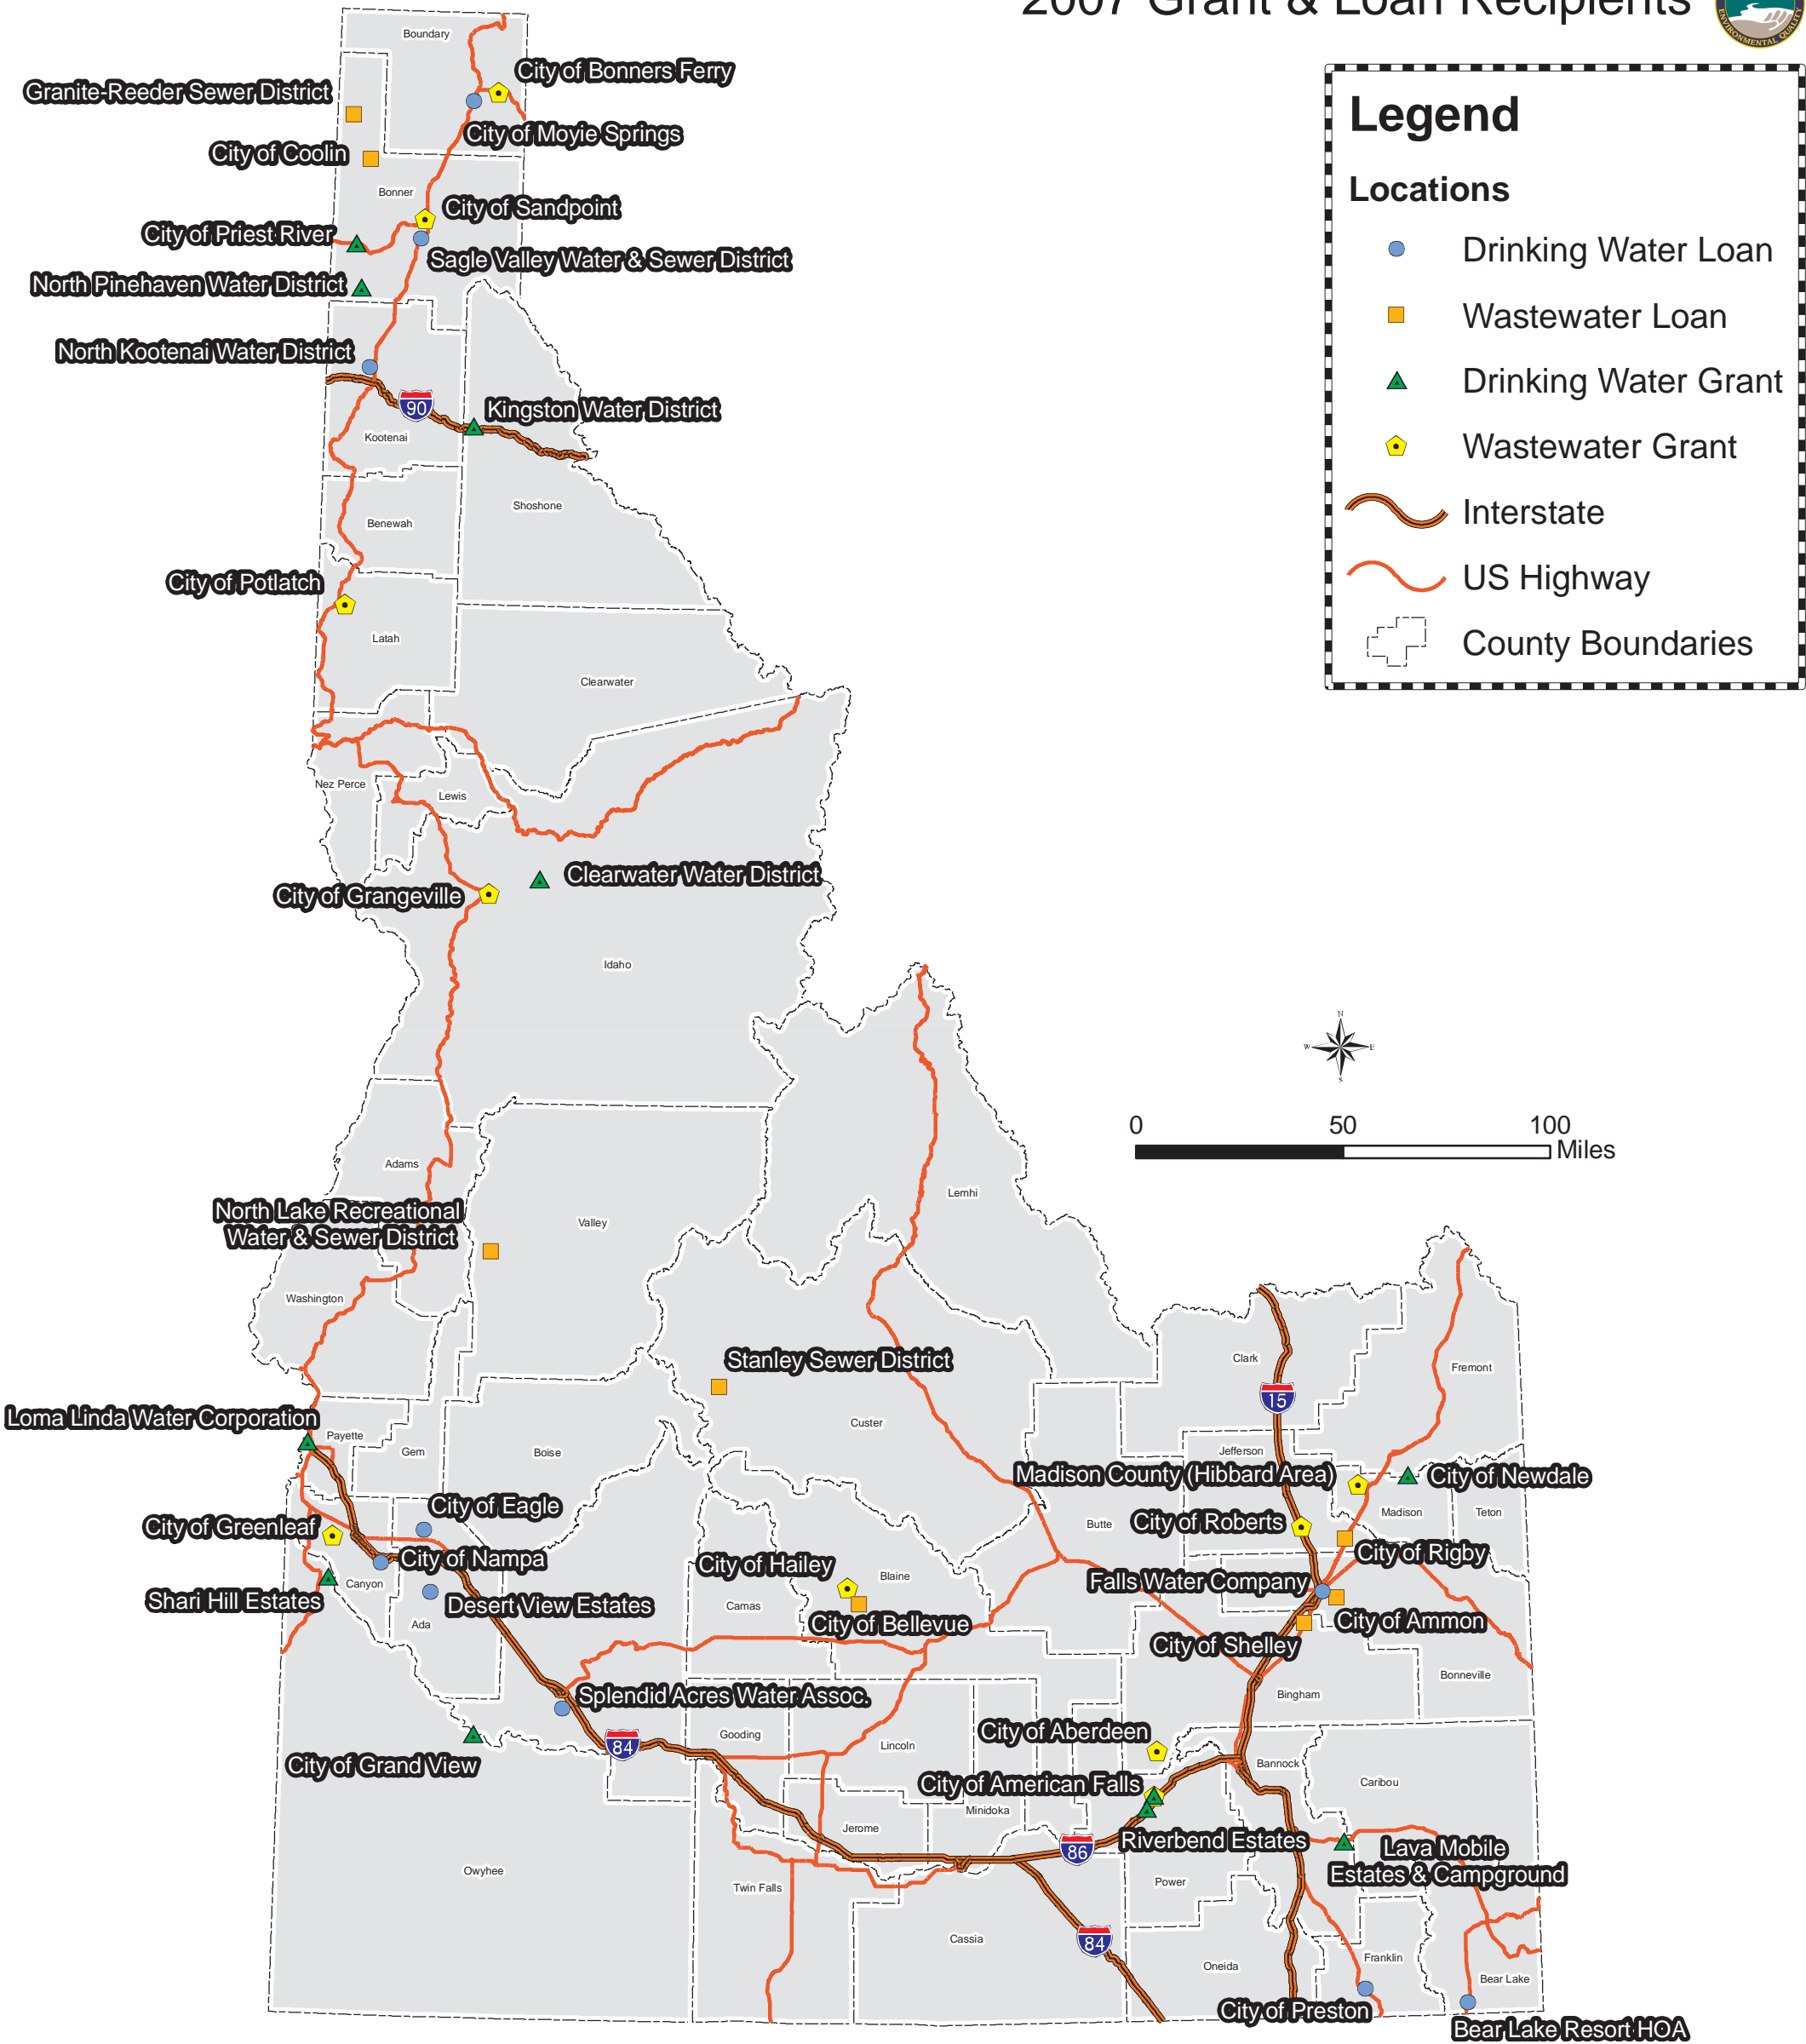 2007 Grant & Loan Recipients
ENVIRONMENTAL QUALITY
Legend
Locations
Drinking Water Loan
Wastewater Loan
Drinking Water Grant
Wastewater Grant
Interstate
US Highway
County Boundaries
Boundary
City of Bonners Ferry
Granite-Reeder Sewer District
City of Moyie Springs
City of Coolin
Bonner
City of Sandpoint
City of Priest River
Sagle Valley Water & Sewer District
North Pinehaven Water District
North Kootenai Water District
90
Kingston Water District
Kootenai
Shoshone
Benewah
City of Potlatch
Latah
Clearwater
Nez Perce
Lewis
Clearwater Water District
City of Grangeville
Idaho
N
W
E
S
0
50
100
Miles
Adams
Lemhi
North Lake Recreational
Water & Sewer District
Valley
Washington
Stanley Sewer District
Clark
Fremont
15
Loma Linda Water Corporation
Custer
Payette
Gem
Boise
Jefferson
Madison County (Hibbard Area)
City of Newdale
City of Eagle
Madison
Teton
City of Greenleaf
City of Roberts
Butte
City of Nampa
City of Rigby
City of Hailey
Blaine
Canyon
Falls Water Company
Shari Hill Estates
Desert View Estates
Camas
Ada
City of Bellevue
City of Ammon
City of Shelley
Bonneville
Splendid Acres Water Assoc.
Bingham
City of Aberdeen
Gooding
84
Lincoln
City of Grand View
Bannock
City of American Falls
Caribou
Minidoka
Jerome
Riverbend Estates
86
Lava Mobile
Estates & Campground
Owyhee
Power
Twin Falls
Cassia
84
Franklin
Oneida
Bear Lake
City of Preston
Bear Lake Resort HOA